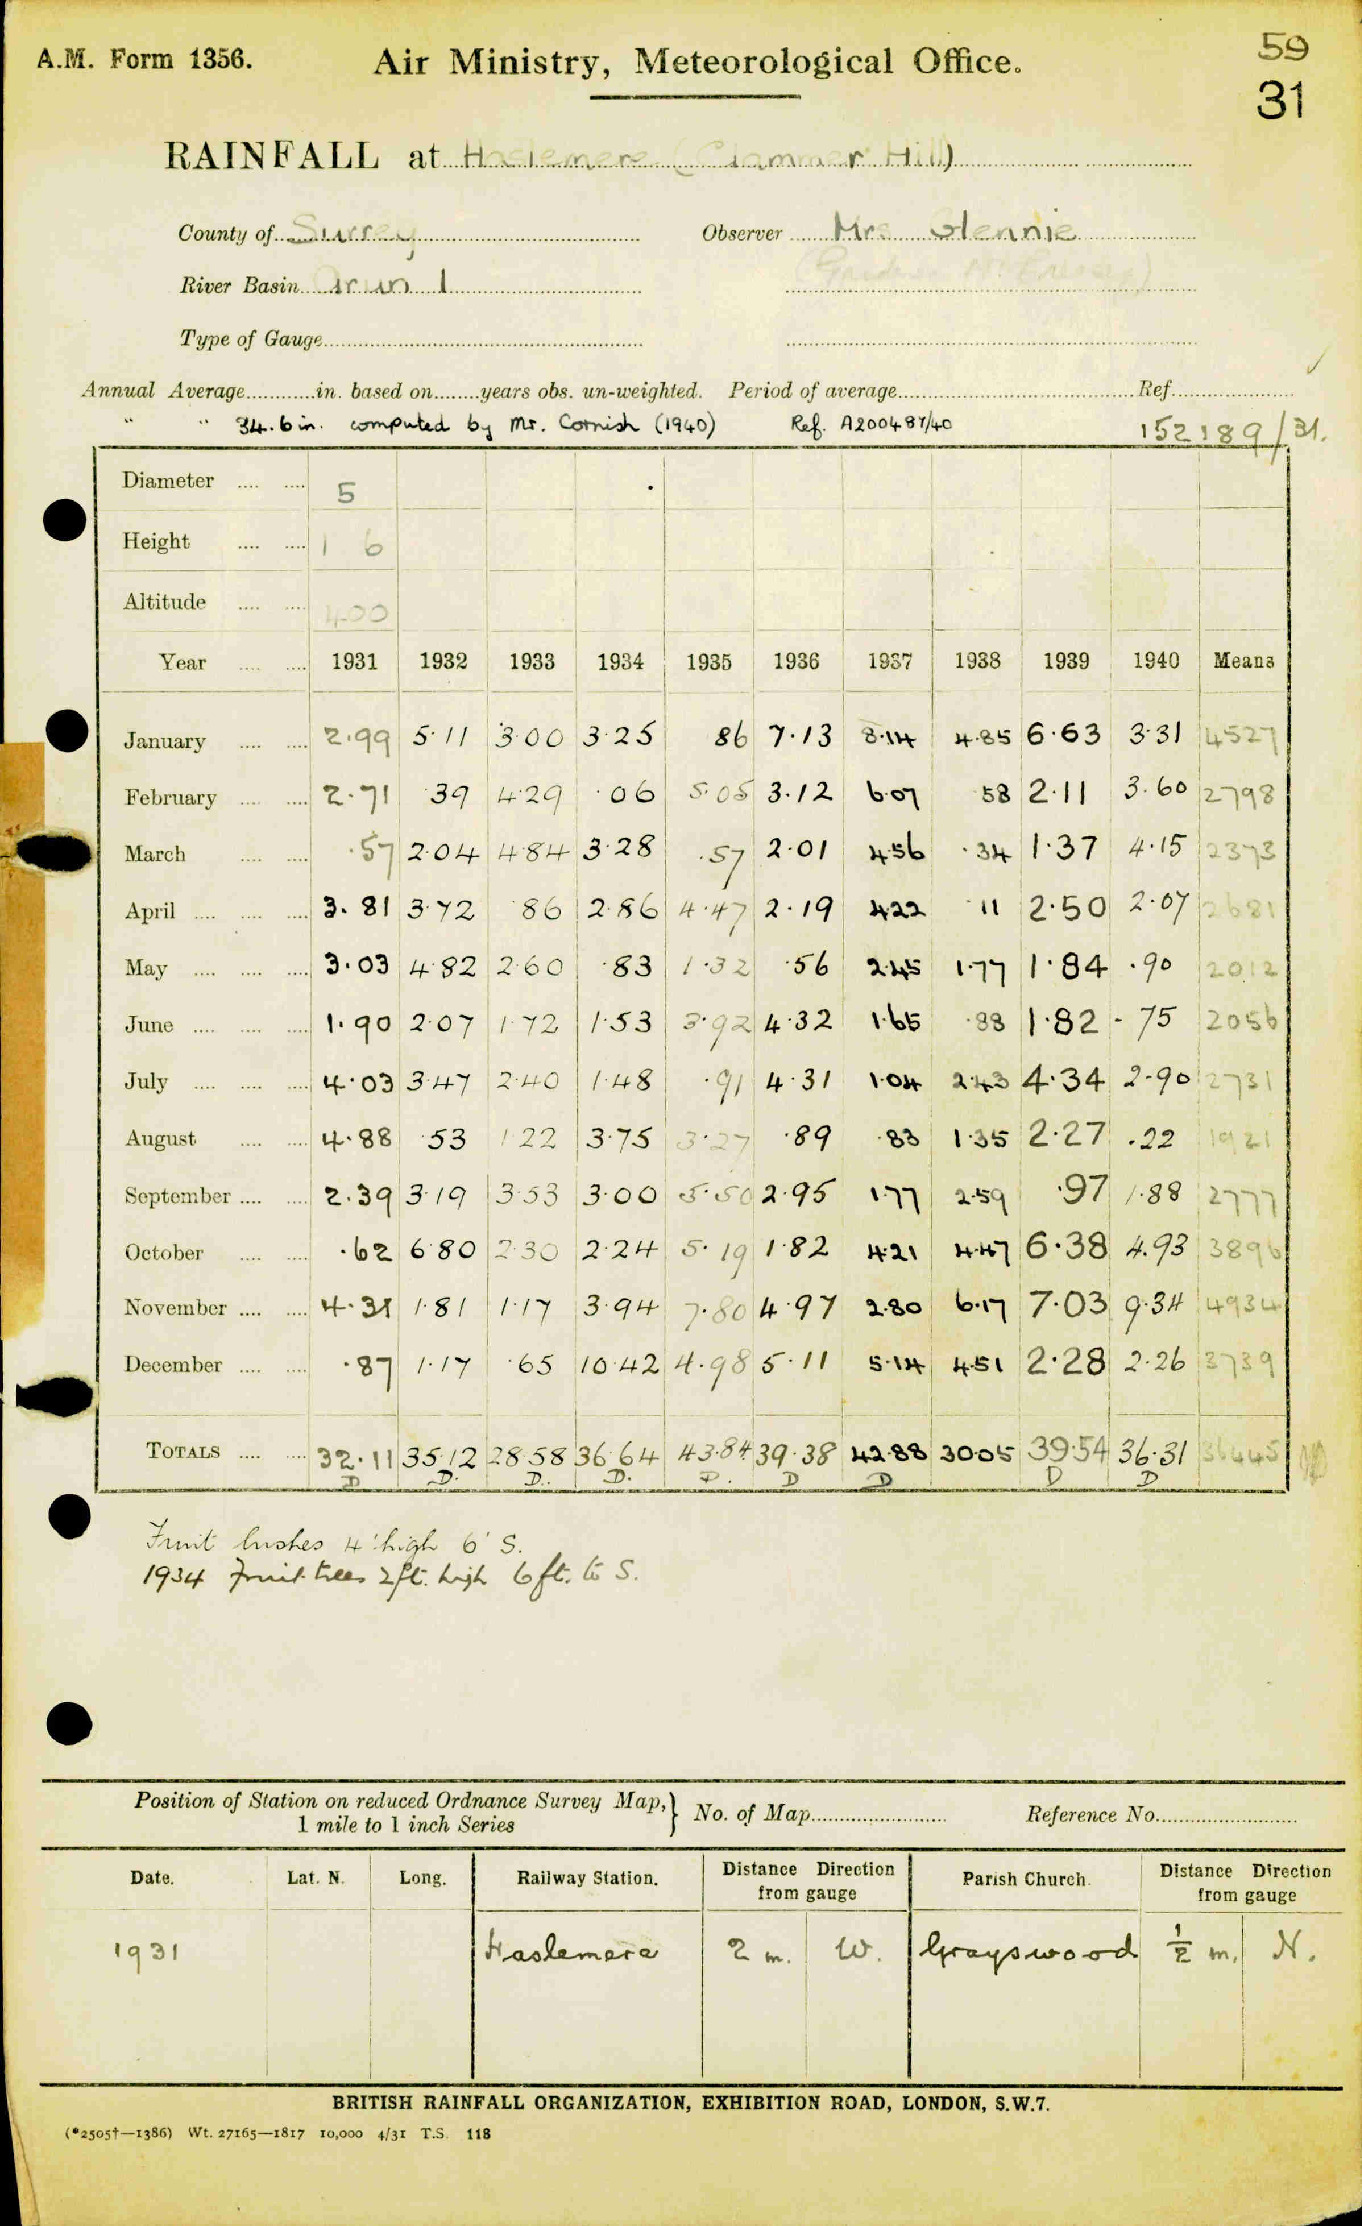 A.M. Form 1356. Air Ministry, Meteorological Office. 59
31
RAINFALL at Haslemere (Clammer Hill)
County of Surrey Observer Mrs Glennie
River Basin Arun 1
Type of Gauge
Annual Average in. based on years obs. un-weighted. Period of average Ref.
" " 34.6 in. computed by Mr. Cornish (1940) Ref. A200487/40 152189/31.
Diameter 5
Height 1 6
Altitude 400
Year 1931 1932 1933 1934 1935 1936 1937 1938 1939 1940 Means
January 2.99 5.11 3.00 3.25 86 7.13 8.14 4.85 6.63 3.31 4527
February 2.71 39 4.29 .06 5.05 3.12 6.07 58 2.11 3.60 2798
March .57 2.04 4.84 3.28 .57 2.01 4.56 .34 1.37 4.15 2373
April 3.81 3.72 86 2.86 4.47 2.19 4.22 11 2.50 2.07 2681
May 3.03 4.82 2.60 .83 1.32 .56 2.45 1.77 1.84 .90 2012
June 1.90 2.07 1.72 1.53 3.92 4.32 1.65 .88 1.82 .75 2056
July 4.03 3.47 2.40 1.48 .91 4.31 1.04 2.43 4.34 2.90 2731
August 4.88 .53 1.22 3.75 3.27 .89 .83 1.35 2.27 .22 1921
September 2.39 3.19 3.53 3.00 5.50 2.95 1.77 2.59 .97 1.88 2777
October .62 6.80 2.30 2.24 5.19 1.82 4.21 4.47 6.38 4.93 3896
November 4.31 1.81 1.17 3.94 7.80 4.97 2.80 6.17 7.03 9.34 4934
December .87 1.17 .65 10.42 4.98 5.11 5.14 4.51 2.28 2.26 3739
TOTALS 32.11 35.12 28.58 36.64 43.84 39.38 42.88 30.05 39.54 36.31 36445
D D. D. D. D. D D D D
Fruit bushes 4' high 6' S.
1934 Fruit trees 2ft. high 6ft. to S.
Position of Station on reduced Ordnance Survey Map, } No. of Map Reference No.
1 mile to 1 inch Series
Date. Lat. N. Long. Railway Station. Distance Direction from gauge Parish Church. Distance Direction from gauge
1931 Haslemere 2 m. W. Grayswood 1/2 m. N.
BRITISH RAINFALL ORGANIZATION, EXHIBITION ROAD, LONDON, S.W.7.
(*2505†—1386) Wt. 27165—1817 10,000 4/31 T.S. 118